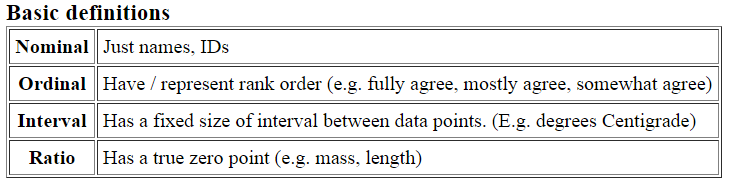 Basic definitions
Nominal Just names, IDs
Ordinal Have / represent rank order (e.g. fully agree, mostly agree, somewhat agree)
Interval Has a fixed size of interval between data points. (E.g. degrees Centigrade)
Ratio Has a true zero point (e.g. mass, length)